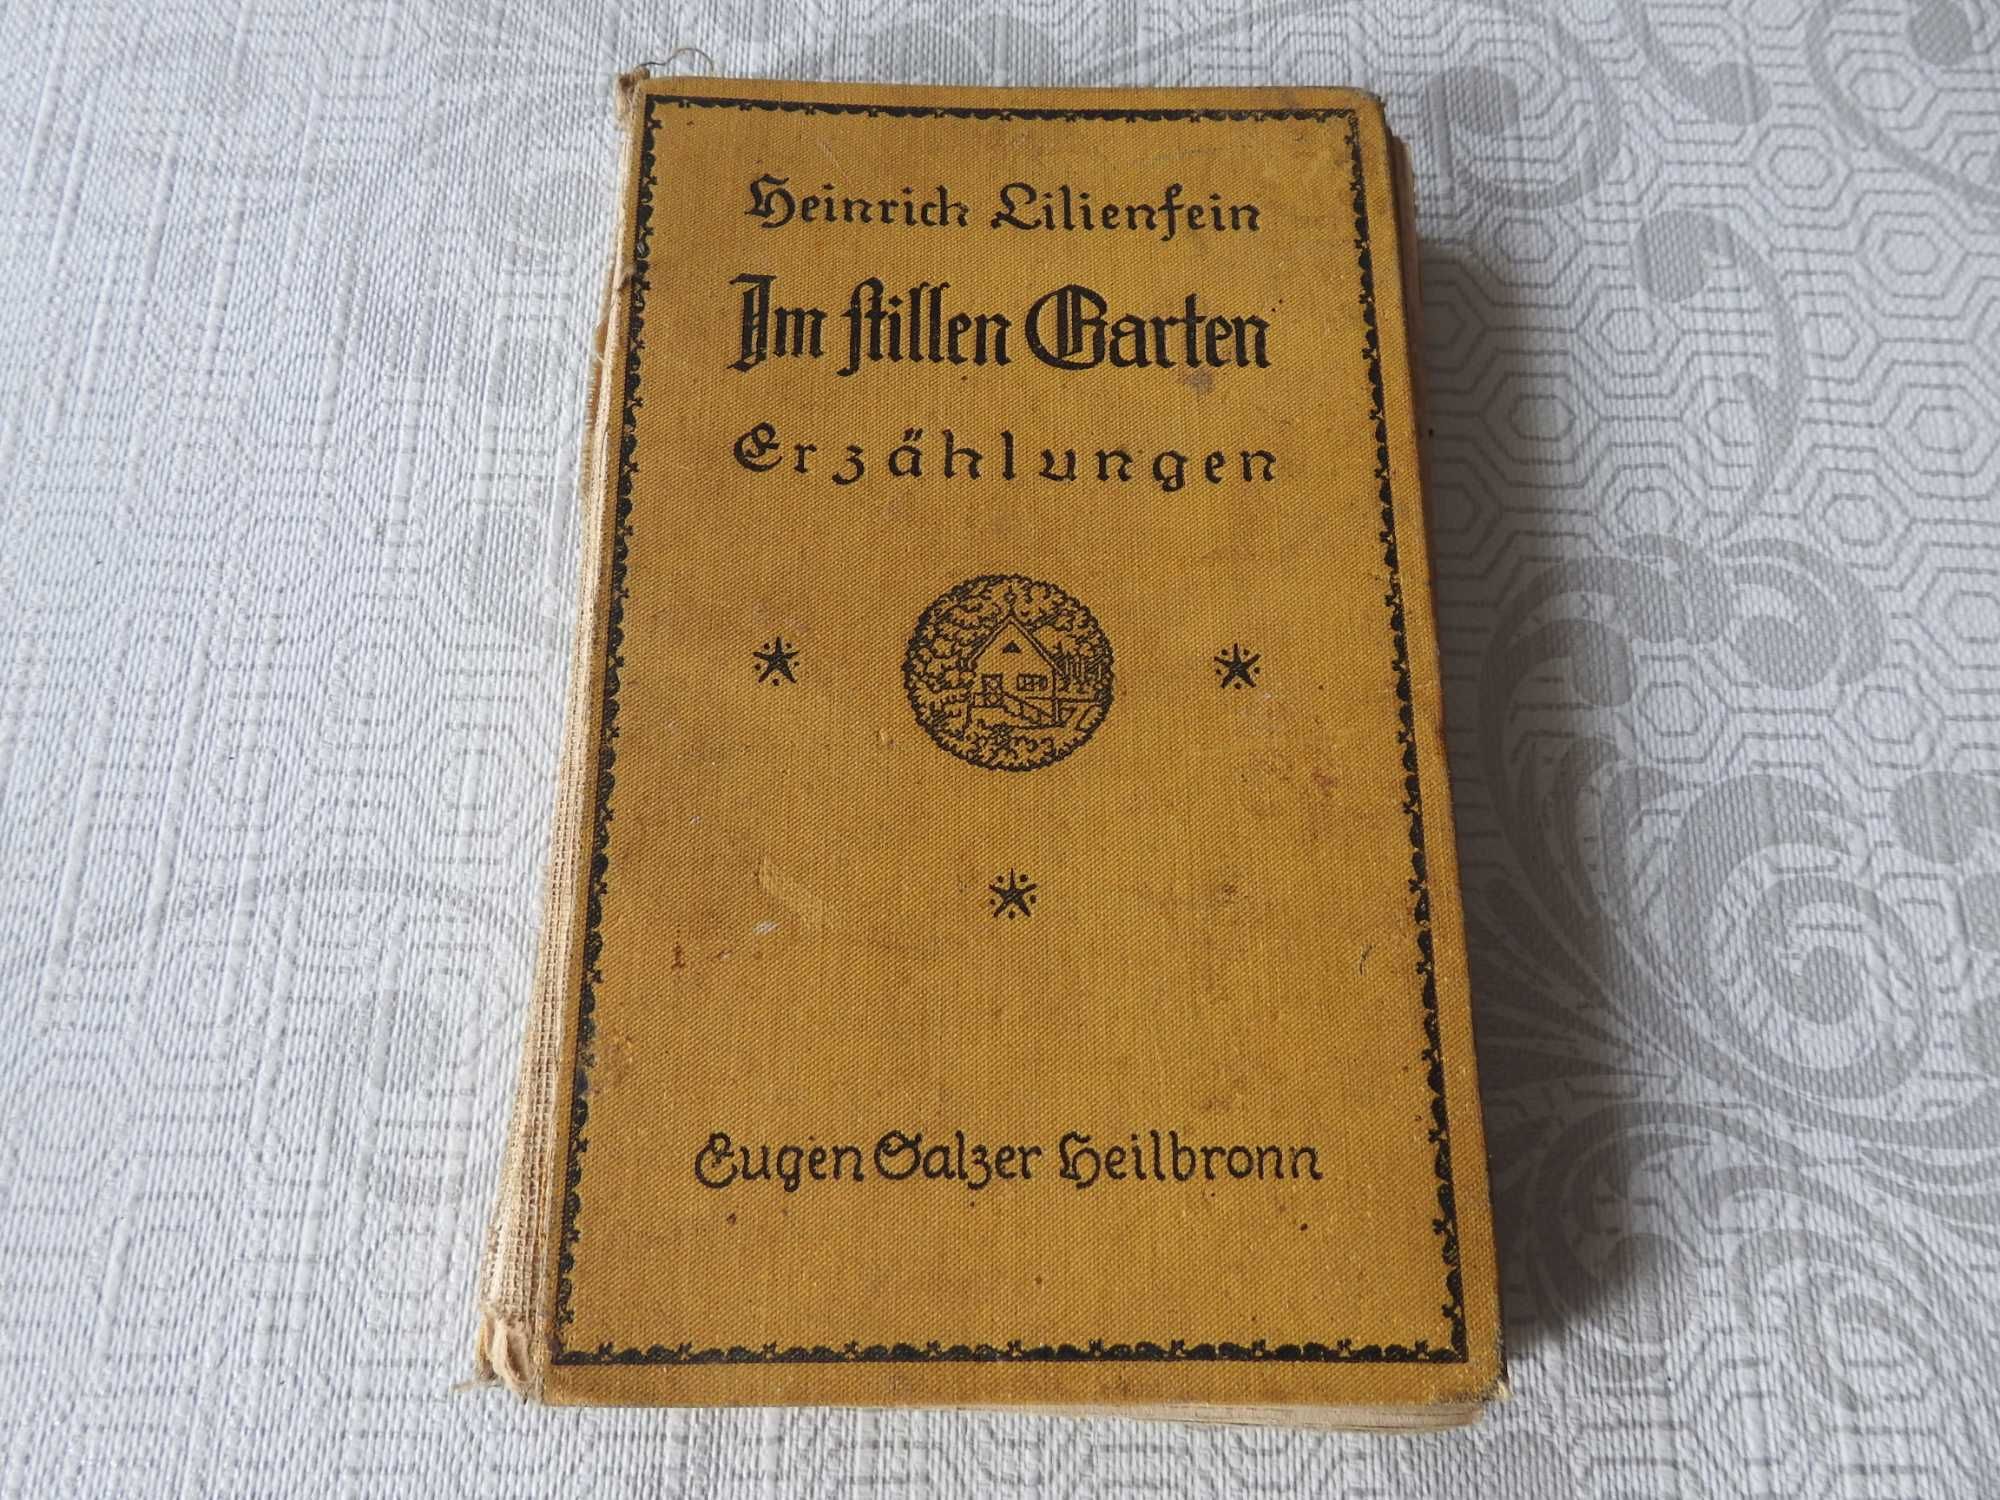 Heinrich Lilienfein
Im stillen Garten
Erzählungen
Eugen Salzer Heilbronn